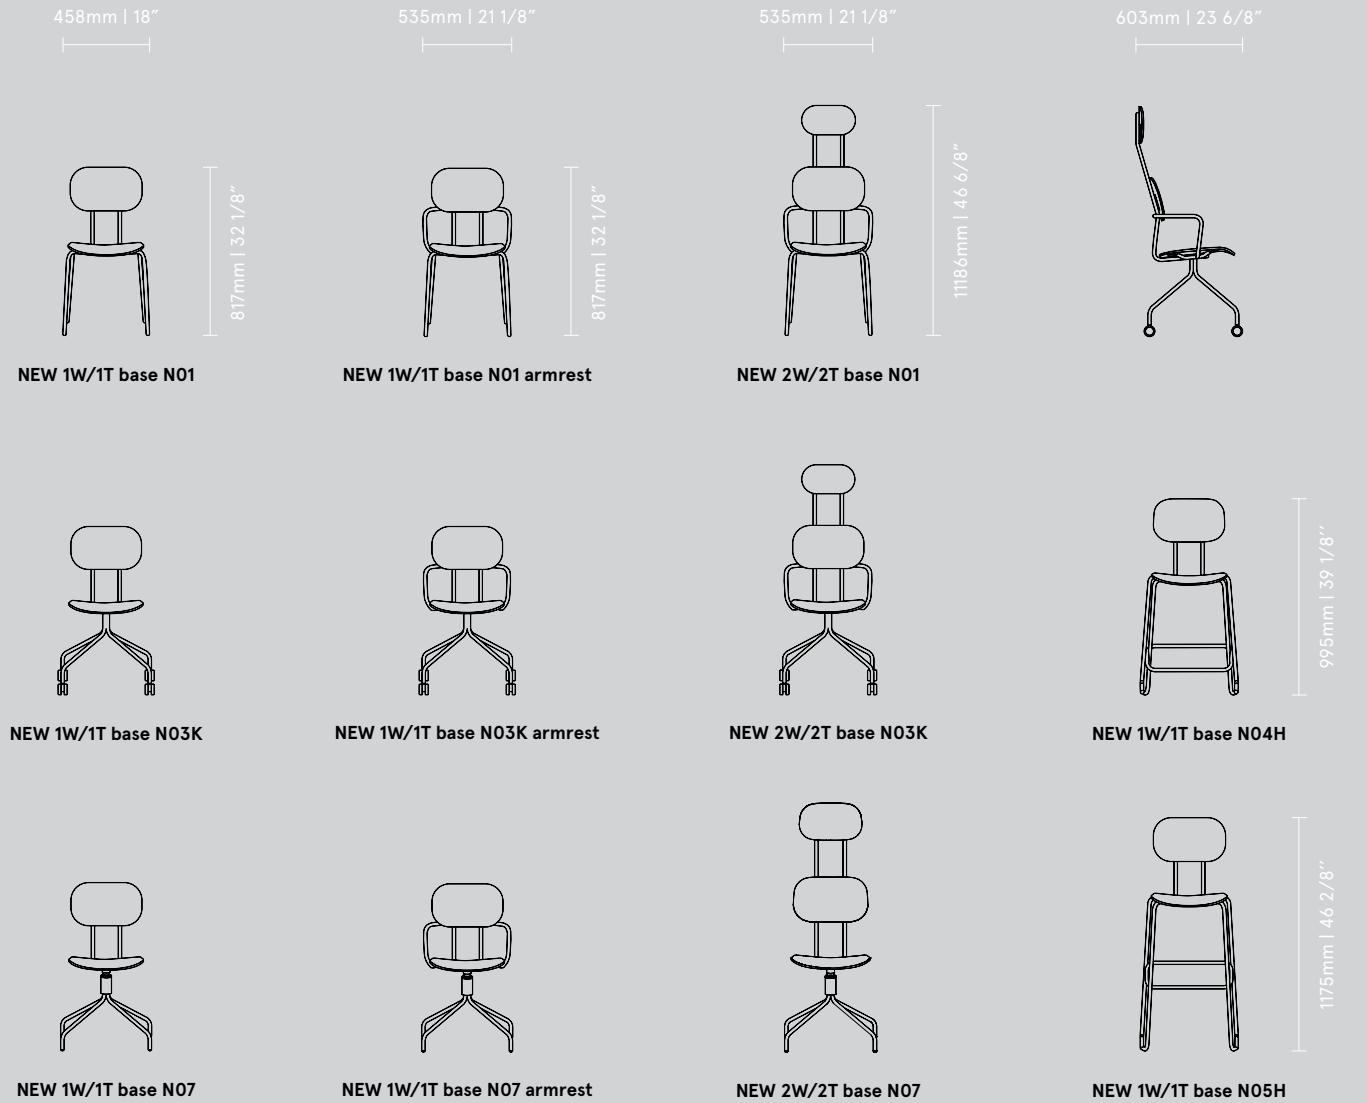 458mm | 18″
535mm | 21 1/8″
535mm | 21 1/8″
603mm | 23 6/8″
817mm | 32 1/8″
817mm | 32 1/8″
11186mm | 46 6/8″
NEW 1W/1T base N01
NEW 1W/1T base N01 armrest
NEW 2W/2T base N01
995mm | 39 1/8″
NEW 1W/1T base N03K
NEW 1W/1T base N03K armrest
NEW 2W/2T base N03K
NEW 1W/1T base N04H
1175mm | 46 2/8″
NEW 1W/1T base N07
NEW 1W/1T base N07 armrest
NEW 2W/2T base N07
NEW 1W/1T base N05H